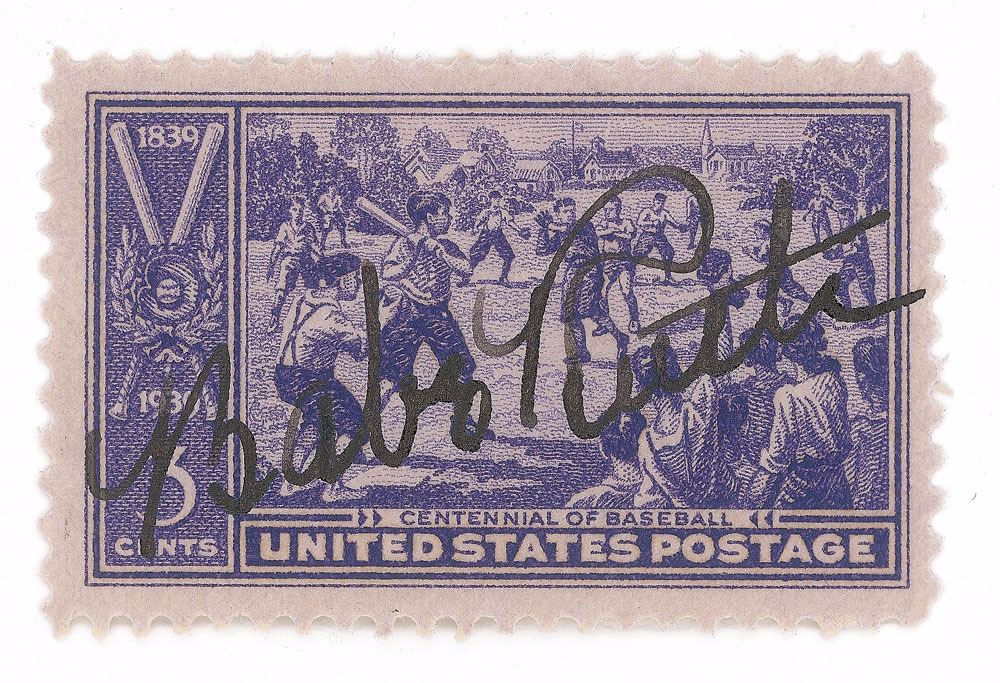 1839
1939
3
CENTS
Babe Ruth
CENTENNIAL OF BASEBALL
UNITED STATES POSTAGE